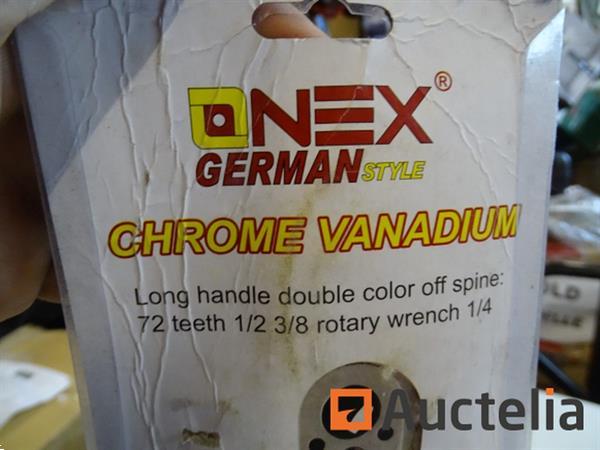 ONEX®
GERMAN STYLE
CHROME VANADIUM
Long handle double color off spine:
72 teeth 1/2 3/8 rotary wrench 1/4
OLD
Auctelia